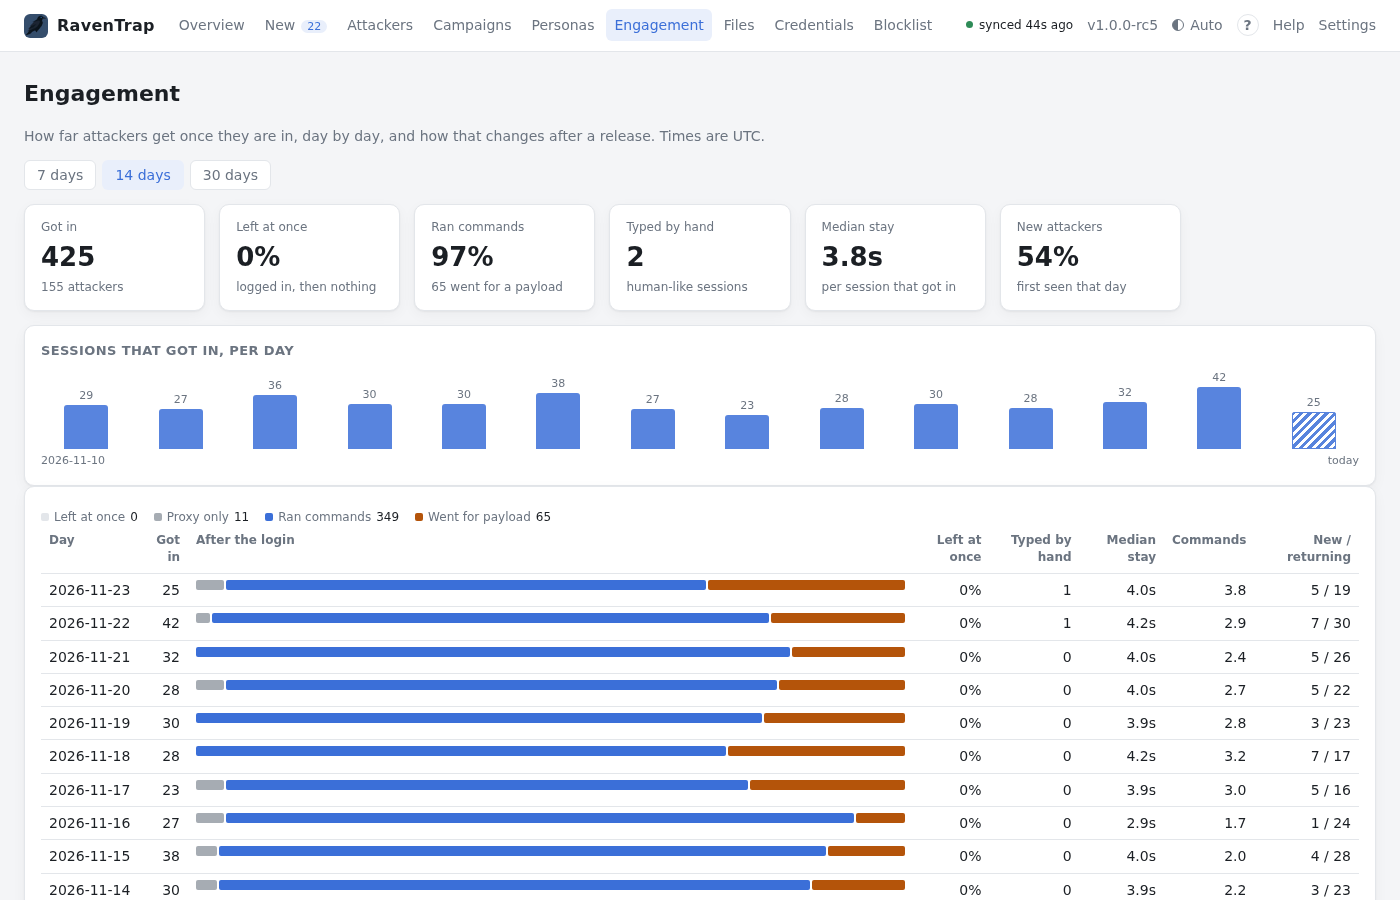 RavenTrap Overview New 22 Attackers Campaigns Personas Engagement Files Credentials Blocklist synced 44s ago v1.0.0-rc5 Auto ? Help Settings
Engagement
How far attackers get once they are in, day by day, and how that changes after a release. Times are UTC.
7 days 14 days 30 days
Got in Left at once Ran commands Typed by hand Median stay New attackers
425 0% 97% 2 3.8s 54%
155 attackers logged in, then nothing 65 went for a payload human-like sessions per session that got in first seen that day
SESSIONS THAT GOT IN, PER DAY
29 27 36 30 30 38 27 23 28 30 28 32 42 25
2026-11-10 today
Left at once 0 Proxy only 11 Ran commands 349 Went for payload 65
Day Got in After the login Left at once Typed by hand Median stay Commands New / returning
2026-11-23 25 0% 1 4.0s 3.8 5 / 19
2026-11-22 42 0% 1 4.2s 2.9 7 / 30
2026-11-21 32 0% 0 4.0s 2.4 5 / 26
2026-11-20 28 0% 0 4.0s 2.7 5 / 22
2026-11-19 30 0% 0 3.9s 2.8 3 / 23
2026-11-18 28 0% 0 4.2s 3.2 7 / 17
2026-11-17 23 0% 0 3.9s 3.0 5 / 16
2026-11-16 27 0% 0 2.9s 1.7 1 / 24
2026-11-15 38 0% 0 4.0s 2.0 4 / 28
2026-11-14 30 0% 0 3.9s 2.2 3 / 23